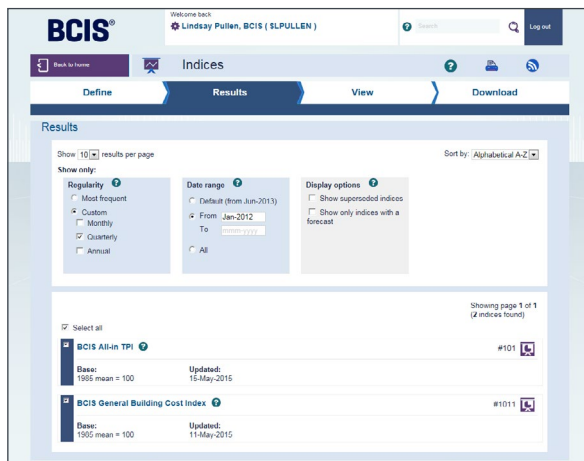 BCIS®
Welcome back
Lindsay Pullen, BCIS ( $LPULLEN )
Search
Log out
Back to home
Indices
Define
Results
View
Download
Results
Show 10 results per page
Sort by: Alphabetical A-Z
Show only:
Regularity
Most frequent
Custom
Monthly
Quarterly
Annual
Date range
Default (from Jun-2013)
From Jan-2012
To mmm-yyyy
All
Display options
Show superseded indices
Show only indices with a
forecast
Showing page 1 of 1
(2 indices found)
Select all
BCIS All-in TPI
#101
Base:
Updated:
1985 mean = 100
15-May-2015
BCIS General Building Cost Index
#1011
Base:
Updated:
1985 mean = 100
11-May-2015